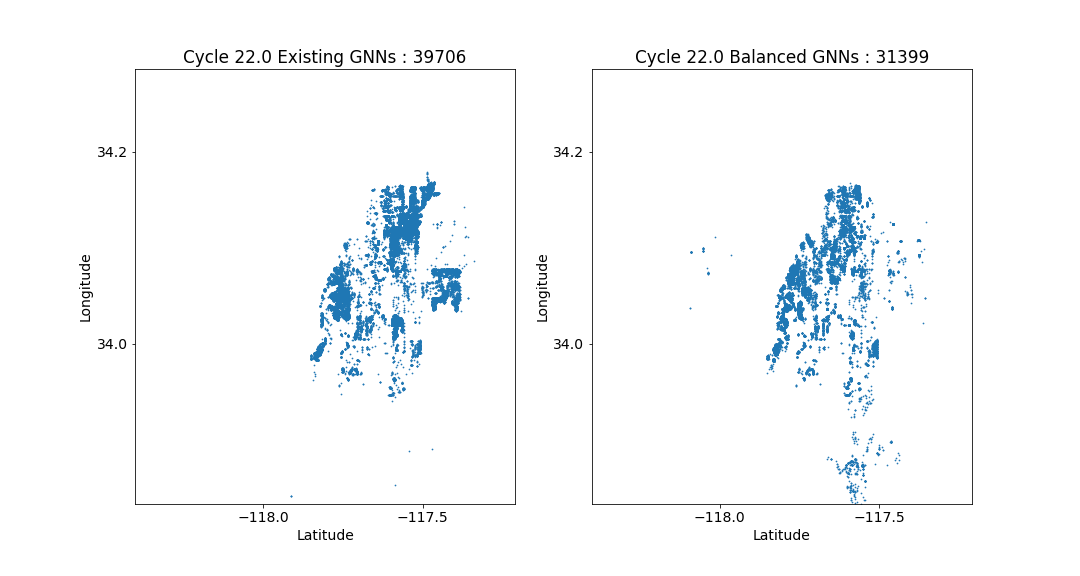 Cycle 22.0 Existing GNNs : 39706
34.2
34.0
Longitude
−118.0
−117.5
Latitude
Cycle 22.0 Balanced GNNs : 31399
34.2
34.0
Longitude
−118.0
−117.5
Latitude